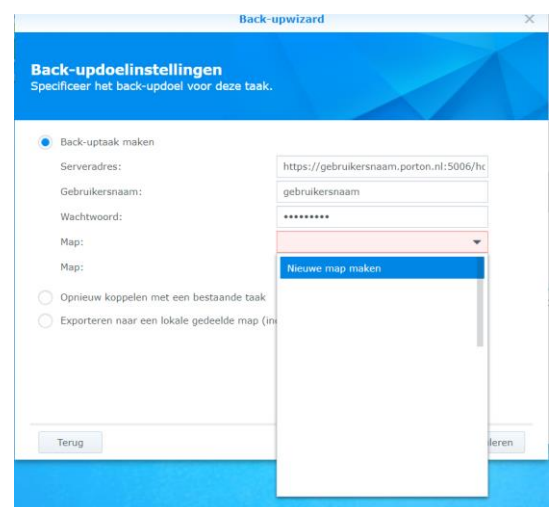 Back-upwizard
Back-updoelinstellingen
Specificeer het back-updoel voor deze taak.
Back-uptaak maken
Serveradres: https://gebruikersnaam.porton.nl:5006/hc
Gebruikersnaam: gebruikersnaam
Wachtwoord: •••••••••
Map:
Map: Nieuwe map maken
Opnieuw koppelen met een bestaande taak
Exporteren naar een lokale gedeelde map (in
Terug leren